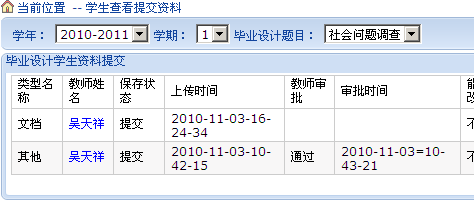 当前位置 -- 学生查看提交资料
学年： 2010-2011 学期： 1 毕业设计题目： 社会问题调查
毕业设计学生资料提交
类型名称 教师姓名 保存状态 上传时间 教师审批 审批时间
文档 吴天祥 提交 2010-11-03-16-24-34
其他 吴天祥 提交 2010-11-03-10-42-15 通过 2010-11-03=10-43-21